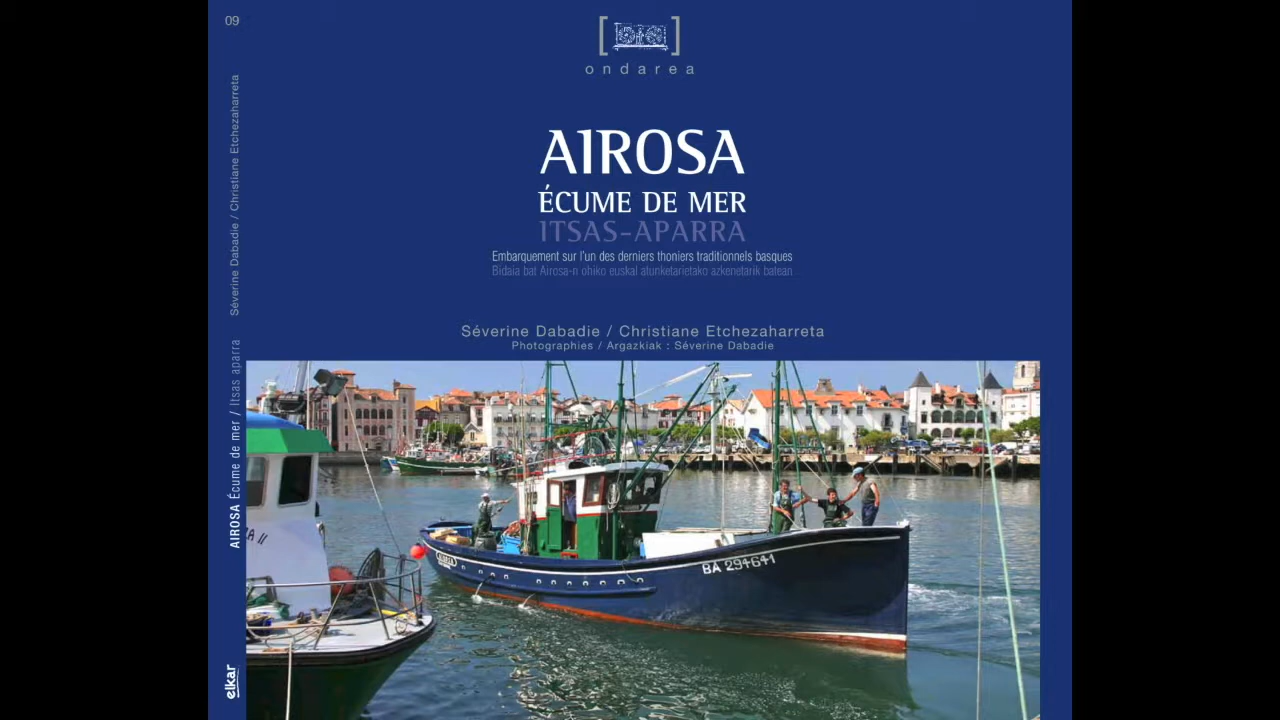 09
ondarea
AIROSA
ÉCUME DE MER
ITSAS-APARRA
Embarquement sur l'un des derniers thoniers traditionnels basques
Bidaia bat Airosa-n ohiko euskal atunketarietako azkenetarik batean
Séverine Dabadie / Christiane Etchezaharreta
Photographies / Argazkiak : Séverine Dabadie
Séverine Dabadie / Christiane Etchezaharreta
AIROSA Écume de mer / Itsas aparra
elkar
AIROSA
BA 294641
A II